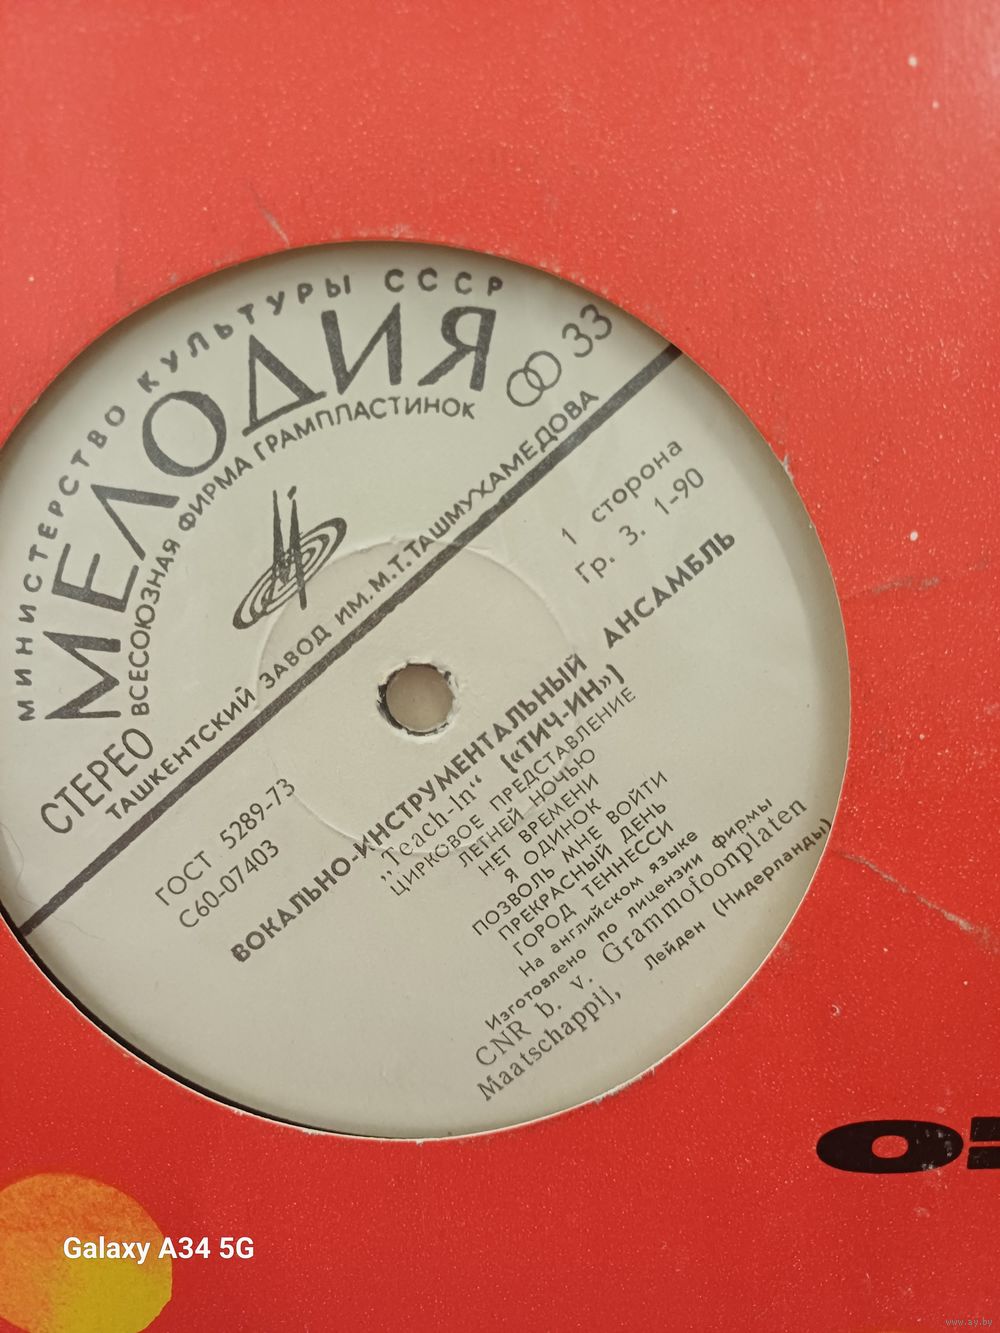 МИНИСТЕРСТВО КУЛЬТУРЫ СССР
МЕЛОДИЯ
ВСЕСОЮЗНАЯ ФИРМА ГРАМПЛАСТИНОК
33
СТЕРЕО
ТАШКЕНТСКИЙ ЗАВОД ИМ. М. Т. ТАШМУХАМЕДОВА
ГОСТ 5289-73
С60-07403
1 сторона
Гр. 3. 1-90
ВОКАЛЬНО-ИНСТРУМЕНТАЛЬНЫЙ АНСАМБЛЬ
„Teach-In“ («ТИЧ-ИН»)
ЦИРКОВОЕ ПРЕДСТАВЛЕНИЕ
ЛЕТНЕЙ НОЧЬЮ
НЕТ ВРЕМЕНИ
Я ОДИНОК
ПОЗВОЛЬ МНЕ ВОЙТИ
ПРЕКРАСНЫЙ ДЕНЬ
ГОРОД ТЕННЕССИ
На английском языке
Изготовлено по лицензии фирмы
CNR b. v. Grammofoonplaten
Maatschappij, Лейден (Нидерланды)
Galaxy A34 5G
www.ay.by